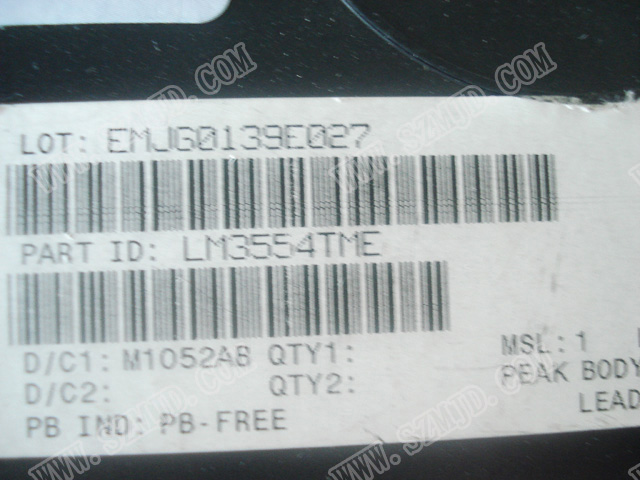 LOT: EMJG0139E027
PART ID: LM3554TME
D/C1: M1052AB QTY1: MSL: 1
D/C2: QTY2: PEAK BODY
LEAD
PB IND: PB-FREE
WWW.SZMJD.COM